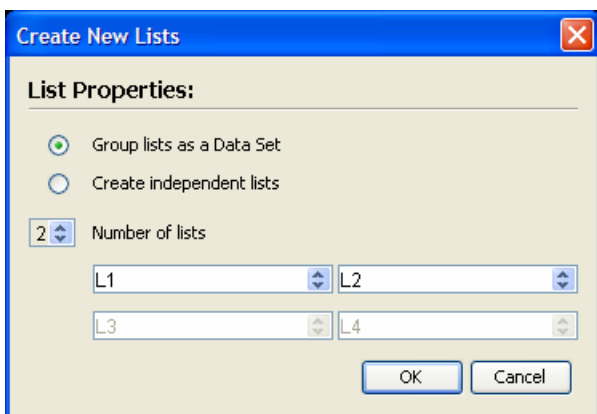 Create New Lists
List Properties:
Group lists as a Data Set
Create independent lists
2 Number of lists
L1 L2
L3 L4
OK Cancel